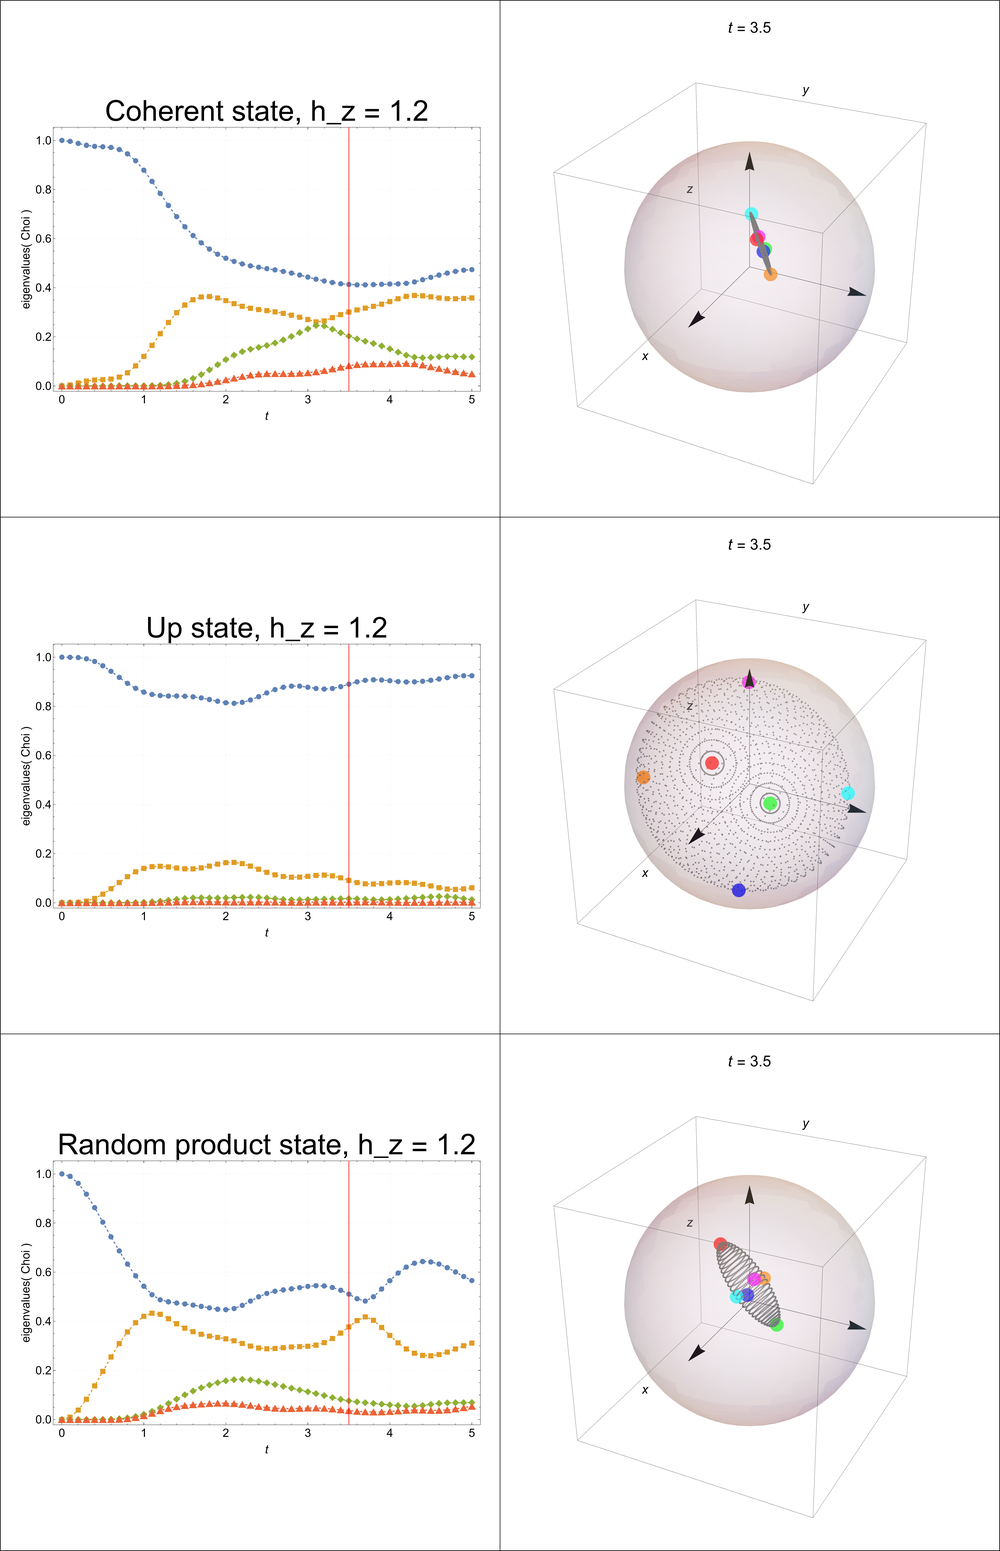 t = 3.5
y
z
x
Coherent state, h_z = 1.2
eigenvalues( Choi )
1.0
0.8
0.6
0.4
0.2
0.0
0 1 2 3 4 5
t
t = 3.5
y
z
x
Up state, h_z = 1.2
eigenvalues( Choi )
1.0
0.8
0.6
0.4
0.2
0.0
0 1 2 3 4 5
t
t = 3.5
y
z
x
Random product state, h_z = 1.2
eigenvalues( Choi )
1.0
0.8
0.6
0.4
0.2
0.0
0 1 2 3 4 5
t